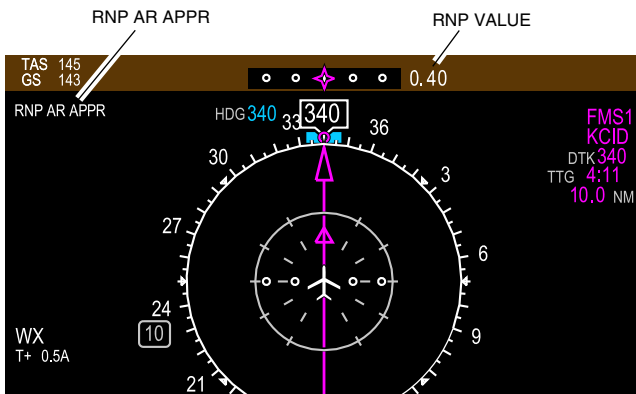 RNP AR APPR
RNP VALUE
TAS 145
GS 143
0.40
RNP AR APPR
HDG 340
340
33
36
FMS1
KCID
DTK 340
TTG 4:11
10.0 NM
30
3
27
6
24
10
9
WX
T+ 0.5A
21